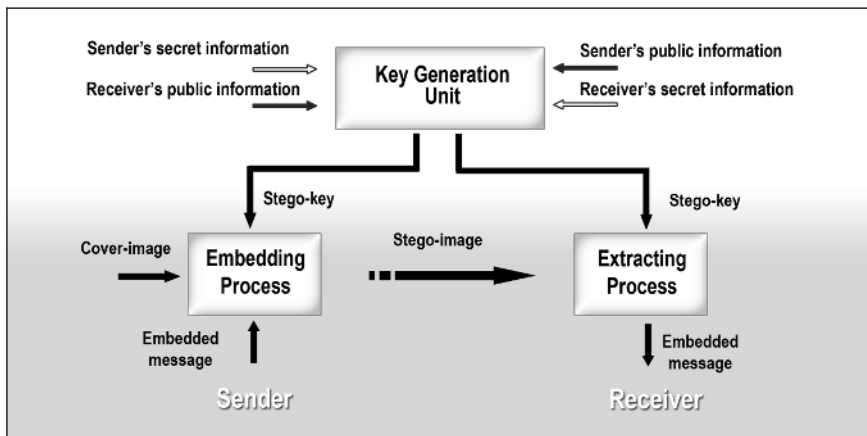 Sender's secret information
Receiver's public information
Key Generation
Unit
Sender's public information
Receiver's secret information
Stego-key
Stego-key
Cover-image
Embedding
Process
Stego-image
Extracting
Process
Embedded
message
Embedded
message
Sender
Receiver